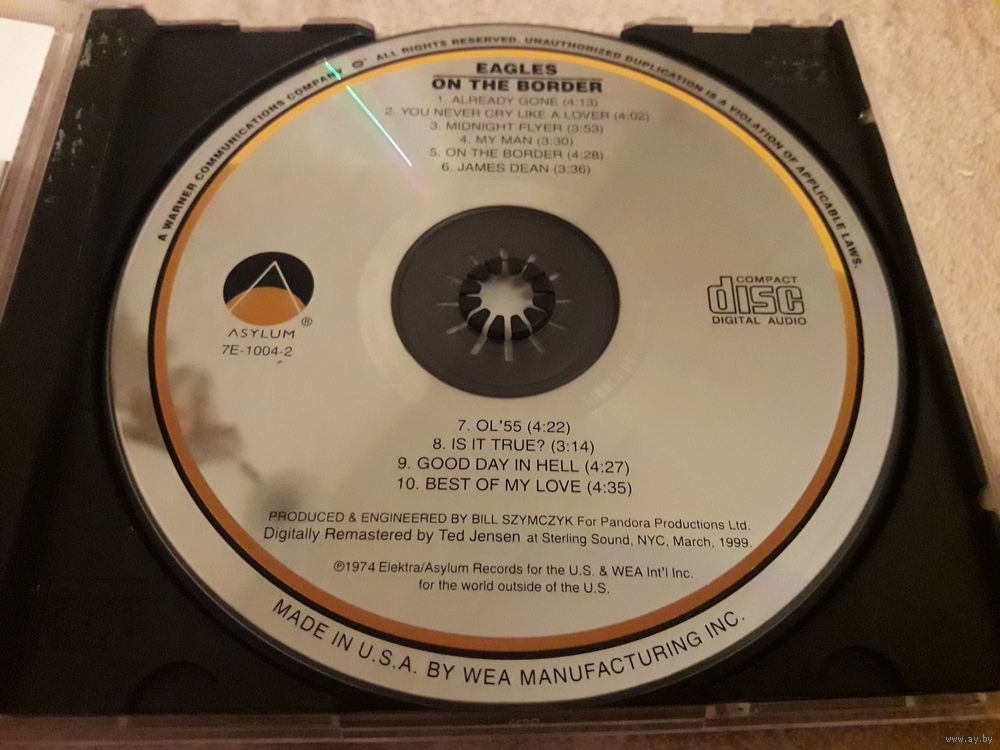 A WARNER COMMUNICATIONS COMPANY ℗ ALL RIGHTS RESERVED. UNAUTHORIZED DUPLICATION IS A VIOLATION OF APPLICABLE LAWS.
EAGLES
ON THE BORDER
1. ALREADY GONE (4:13)
2. YOU NEVER CRY LIKE A LOVER (4:02)
3. MIDNIGHT FLYER (3:53)
4. MY MAN (3:30)
5. ON THE BORDER (4:28)
6. JAMES DEAN (3:36)
ASYLUM ®
7E-1004-2
COMPACT
disc
DIGITAL AUDIO
7. OL'55 (4:22)
8. IS IT TRUE? (3:14)
9. GOOD DAY IN HELL (4:27)
10. BEST OF MY LOVE (4:35)
PRODUCED & ENGINEERED BY BILL SZYMCZYK For Pandora Productions Ltd.
Digitally Remastered by Ted Jensen at Sterling Sound, NYC, March, 1999.
℗1974 Elektra/Asylum Records for the U.S. & WEA Int'l Inc.
for the world outside of the U.S.
MADE IN U.S.A. BY WEA MANUFACTURING INC.
www.ay.by